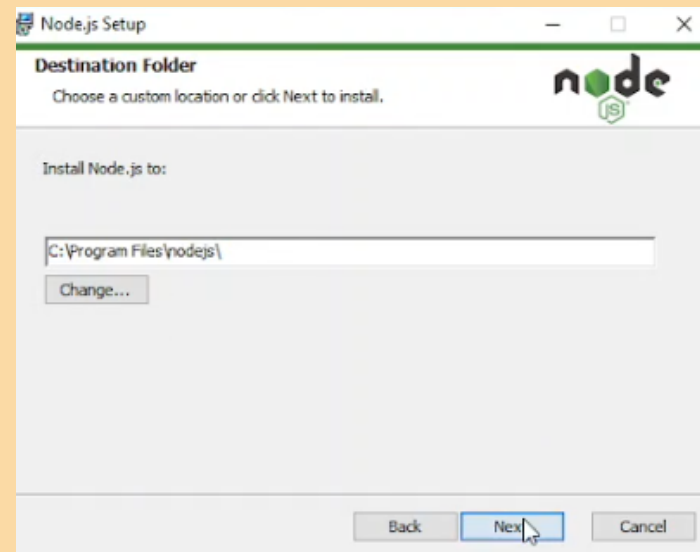 Node.js Setup
Destination Folder
Choose a custom location or click Next to install.
node
JS
Install Node.js to:
C:\Program Files\nodejs\
Change...
Back Next Cancel